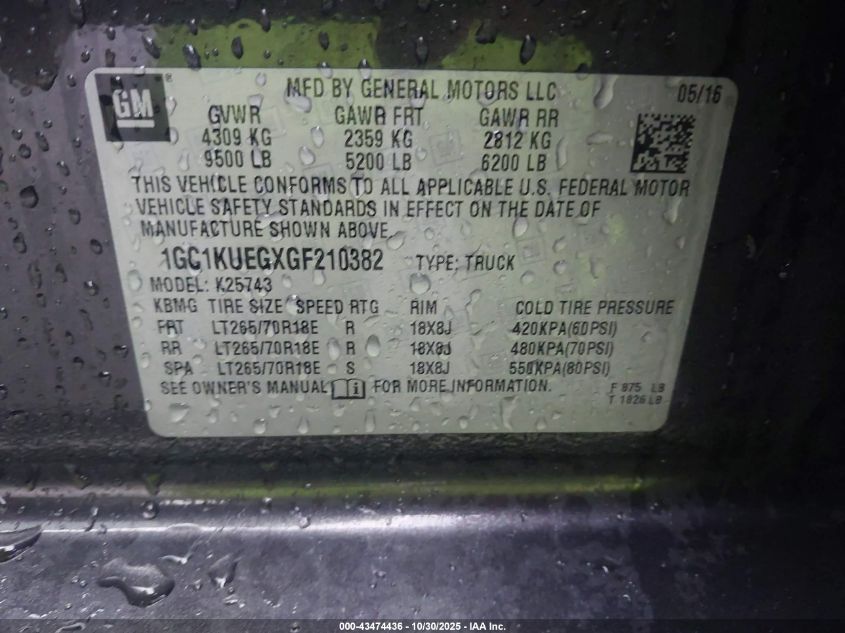 GM ®
MFD BY GENERAL MOTORS LLC 05/16
GVWR GAWR FRT GAWR RR
4309 KG 2359 KG 2812 KG
9500 LB 5200 LB 6200 LB
THIS VEHICLE CONFORMS TO ALL APPLICABLE U.S. FEDERAL MOTOR
VEHICLE SAFETY STANDARDS IN EFFECT ON THE DATE OF
MANUFACTURE SHOWN ABOVE.
1GC1KUEGXGF210382 TYPE: TRUCK
MODEL: K25743
KBMG TIRE SIZE SPEED RTG RIM COLD TIRE PRESSURE
FRT LT265/70R18E R 18X8J 420KPA(60PSI)
RR LT265/70R18E R 18X8J 480KPA(70PSI)
SPA LT265/70R18E S 18X8J 550KPA(80PSI)
SEE OWNER'S MANUAL i FOR MORE INFORMATION.
F 875 LB
T 1826 LB
000-43474436 - 10/30/2025 - IAA Inc.